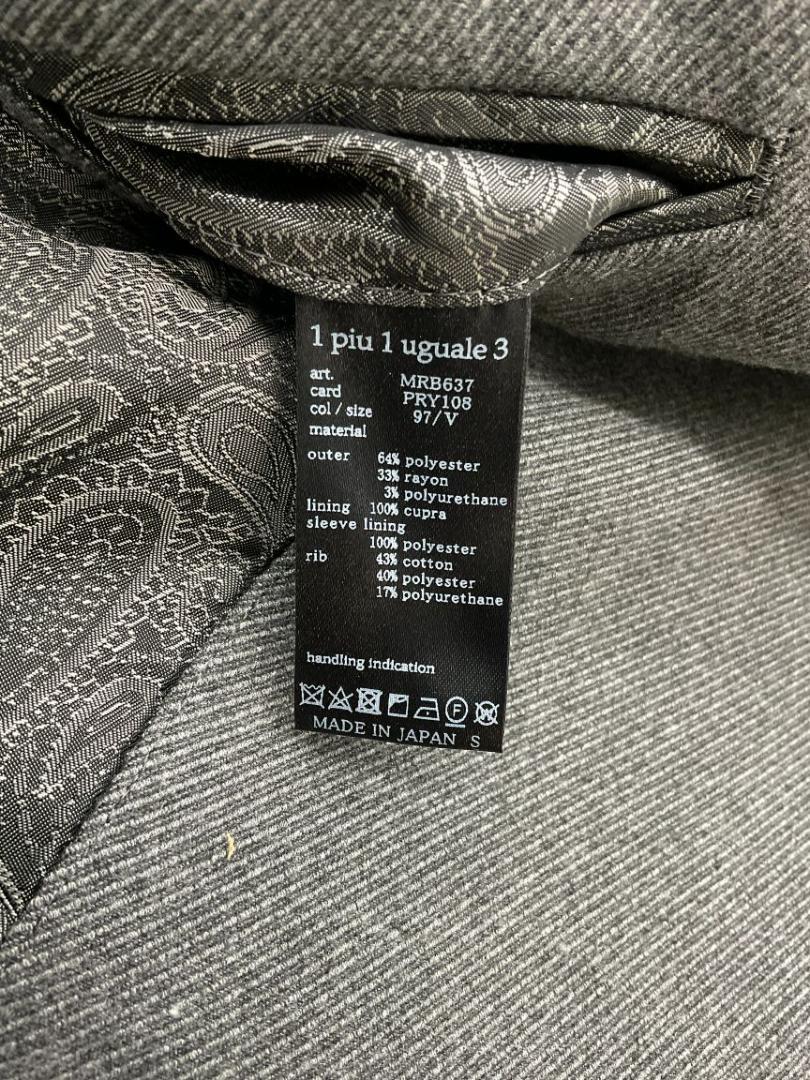 1 piu 1 uguale 3
art. MRB637
card PRY108
col / size 97/V
material
outer 64% polyester
33% rayon
3% polyurethane
lining 100% cupra
sleeve lining
100% polyester
rib 43% cotton
40% polyester
17% polyurethane
handling indication
F W
MADE IN JAPAN S